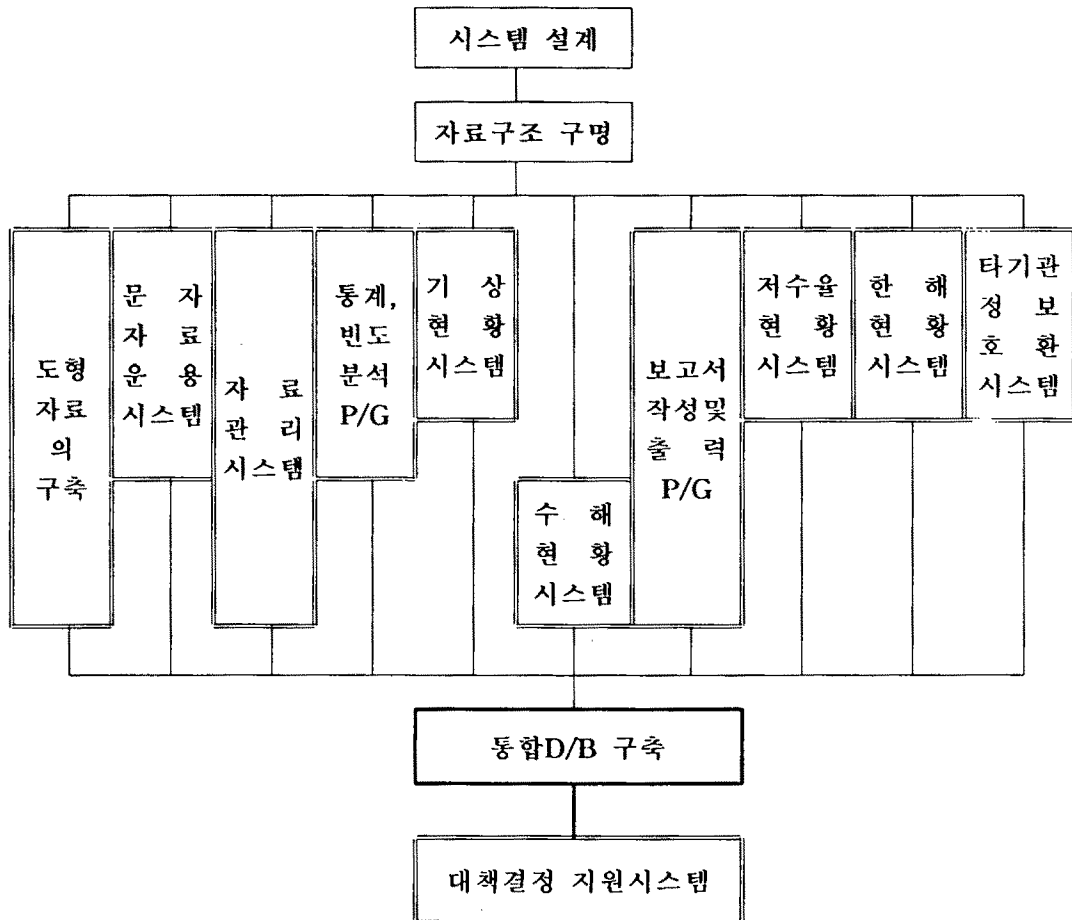 시스템 설계
자료구조 구명
도형
자료
의
구축
문 자
자 료
운 용
시스템
자 료
관 리
시스템
통계,
빈도
분석
P/G
기 상
현 황
시스템
수 해
현 황
시스템
보고서
작성및
출 력
P/G
저수율
현 황
시스템
한 해
현 황
시스템
타기관
정 보
호 환
시스템
통합D/B 구축
대책결정 지원시스템